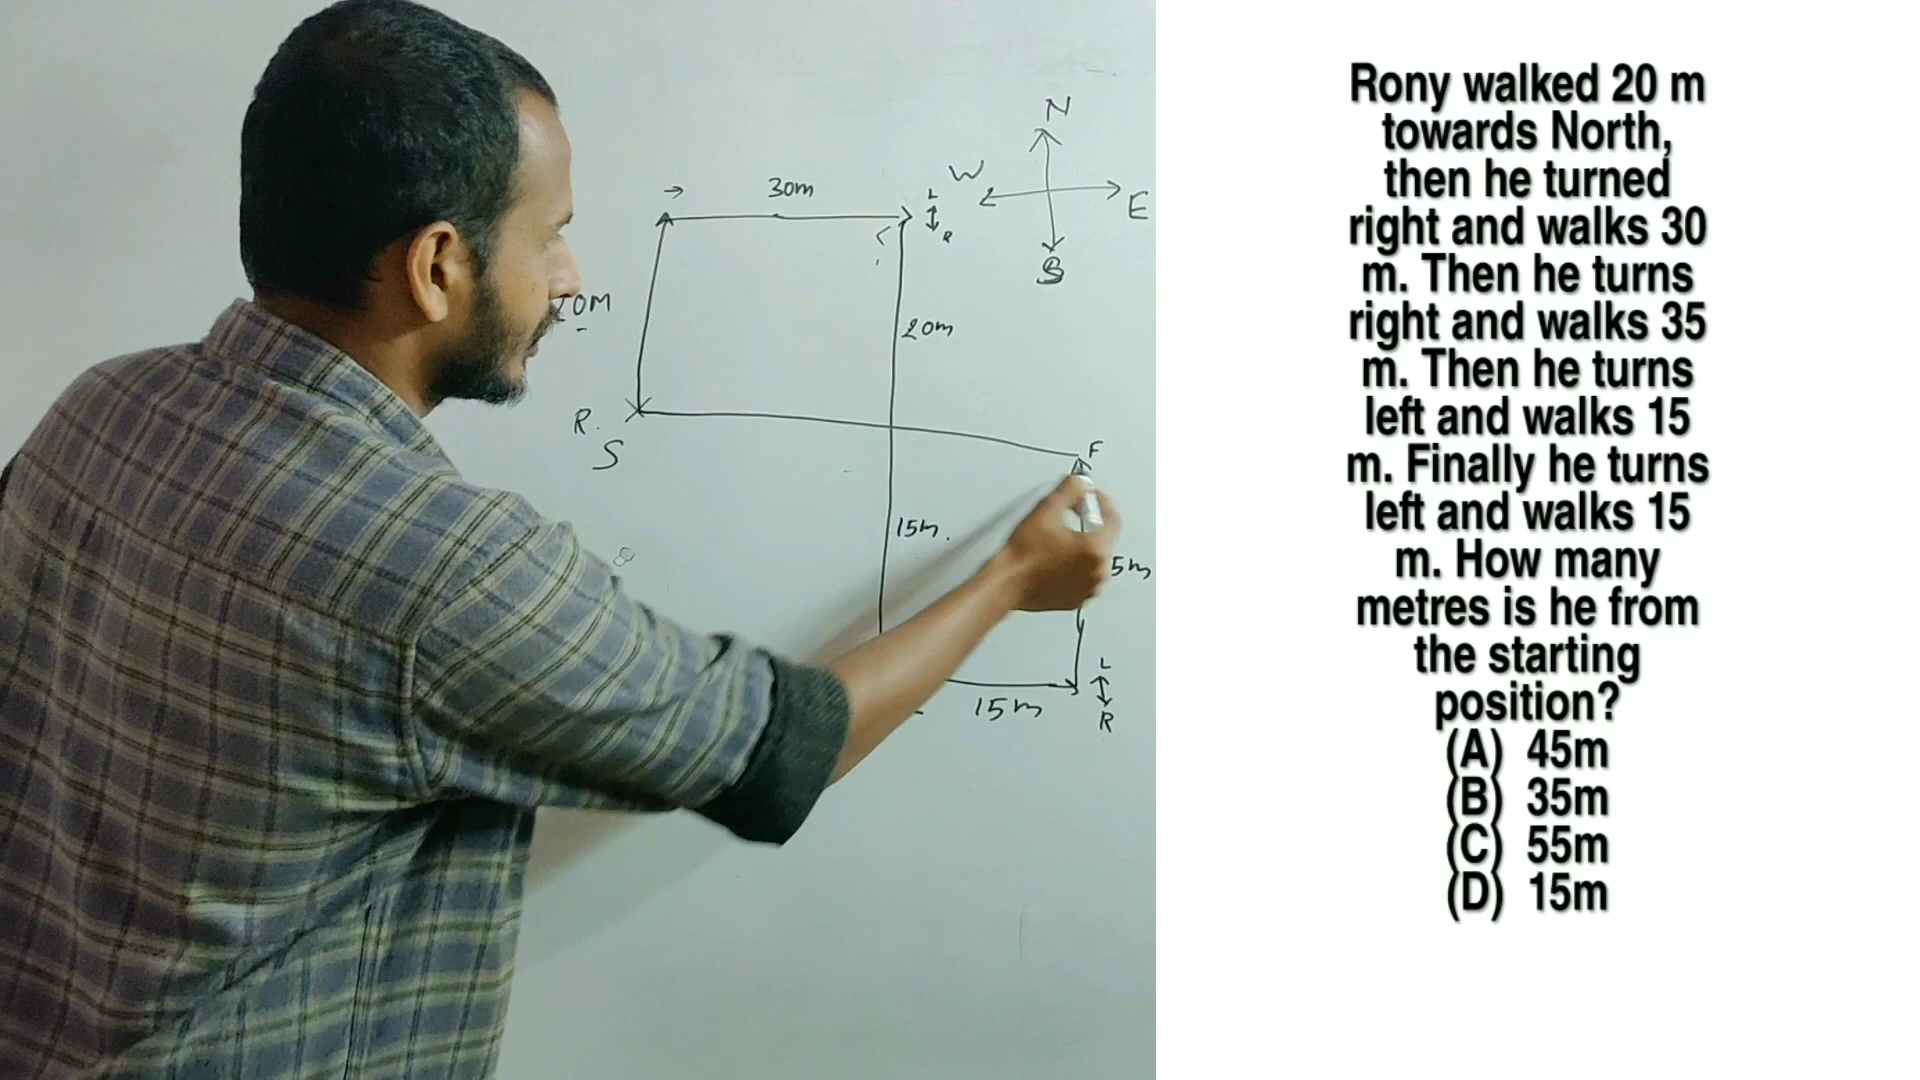 N
W
E
S
30m
L
R
20m
R.
S
F
15m.
5m
L
R
15m
Rony walked 20 m
towards North,
then he turned
right and walks 30
m. Then he turns
right and walks 35
m. Then he turns
left and walks 15
m. Finally he turns
left and walks 15
m. How many
metres is he from
the starting
position?
(A) 45m
(B) 35m
(C) 55m
(D) 15m